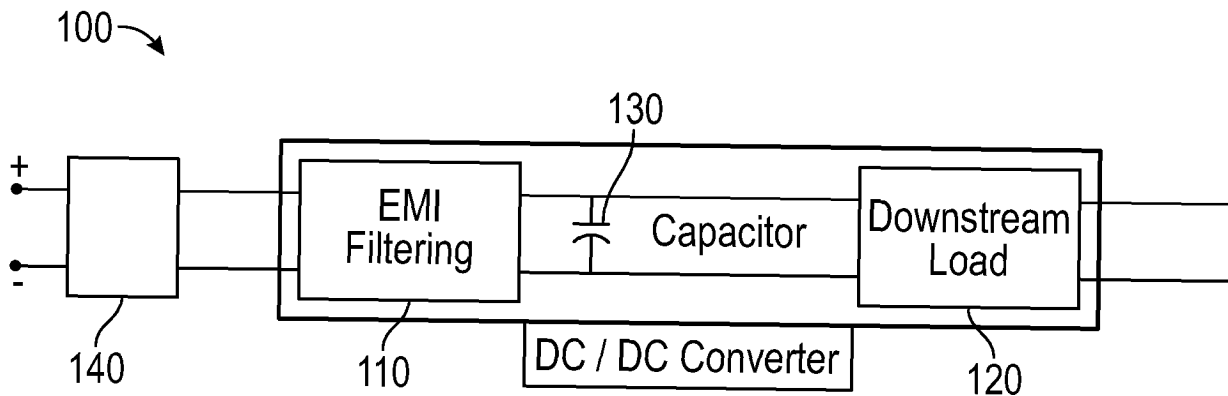 100
130
+
-
EMI
Filtering
Capacitor
Downstream
Load
140
110
DC / DC Converter
120